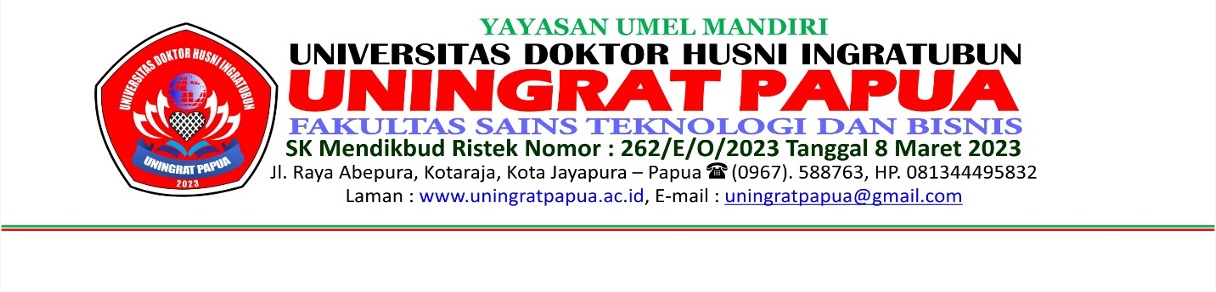 YAYASAN UMEL MANDIRI
UNIVERSITAS DOKTOR HUSNI INGRATUBUN
UNINGRAT PAPUA
FAKULTAS SAINS TEKNOLOGI DAN BISNIS
SK Mendikbud Ristek Nomor : 262/E/O/2023 Tanggal 8 Maret 2023
Jl. Raya Abepura, Kotaraja, Kota Jayapura – Papua ☎(0967). 588763, HP. 081344495832
Laman : www.uningratpapua.ac.id, E-mail : uningratpapua@gmail.com
UNIVERSITAS DOKTOR HUSNI INGRATUBUN
UNINGRAT PAPUA
2023